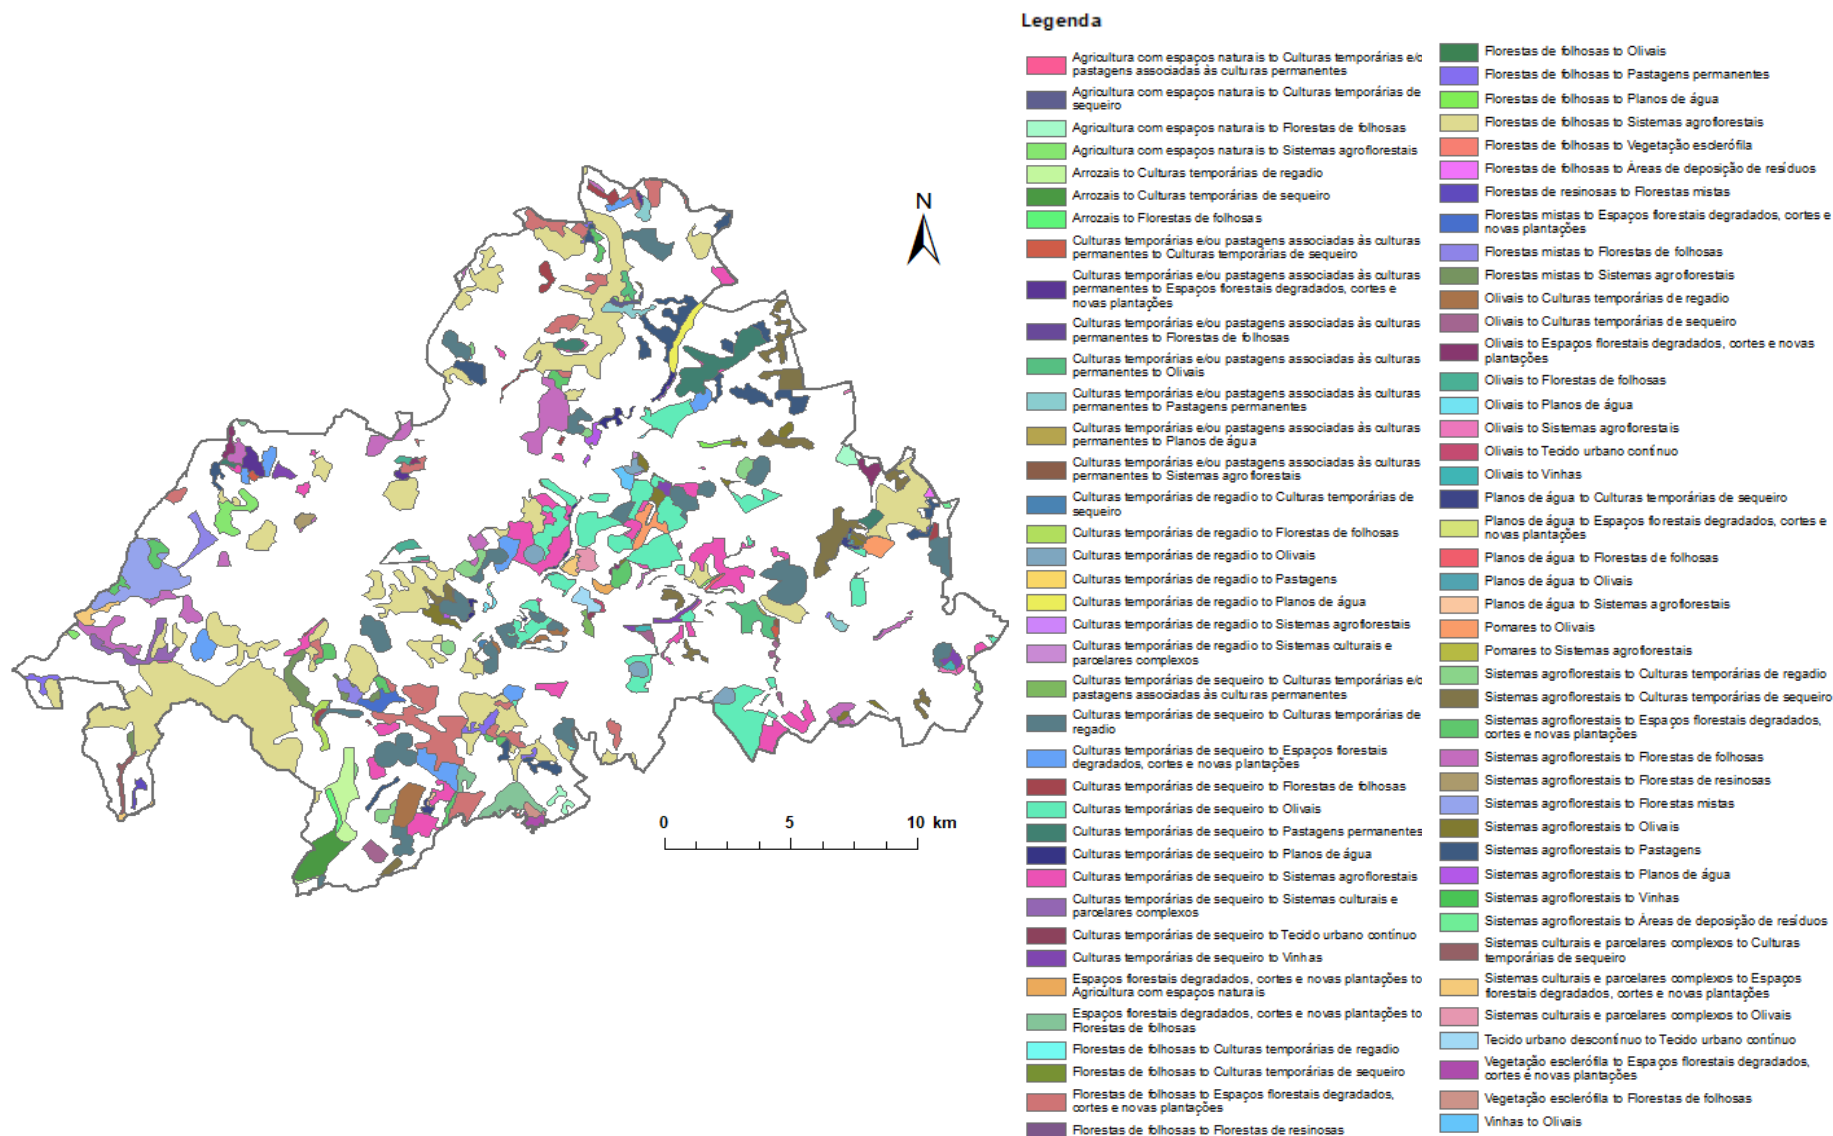 Legenda
Agricultura com espaços naturais to Culturas temporárias e/c
pastagens associadas às culturas permanentes
Agricultura com espaços naturais to Culturas temporárias de
sequeiro
Agricultura com espaços naturais to Florestas de folhosas
Agricultura com espaços naturais to Sistemas agroflorestais
Arrozais to Culturas temporárias de regadio
Arrozais to Culturas temporárias de sequeiro
Arrozais to Florestas de folhosas
Culturas temporárias e/ou pastagens associadas às culturas
permanentes to Culturas temporárias de sequeiro
Culturas temporárias e/ou pastagens associadas às culturas
permanentes to Espaços florestais degradados, cortes e
novas plantações
Culturas temporárias e/ou pastagens associadas às culturas
permanentes to Florestas de folhosas
Culturas temporárias e/ou pastagens associadas às culturas
permanentes to Olivais
Culturas temporárias e/ou pastagens associadas às culturas
permanentes to Pastagens permanentes
Culturas temporárias e/ou pastagens associadas às culturas
permanentes to Planos de água
Culturas temporárias e/ou pastagens associadas às culturas
permanentes to Sistemas agroflorestais
Culturas temporárias de regadio to Culturas temporárias de
sequeiro
Culturas temporárias de regadio to Florestas de folhosas
Culturas temporárias de regadio to Olivais
Culturas temporárias de regadio to Pastagens
Culturas temporárias de regadio to Planos de água
Culturas temporárias de regadio to Sistemas agroflorestais
Culturas temporárias de regadio to Sistemas culturais e
parcelares complexos
Culturas temporárias de sequeiro to Culturas temporárias e/c
pastagens associadas às culturas permanentes
Culturas temporárias de sequeiro to Culturas temporárias de
regadio
Culturas temporárias de sequeiro to Espaços florestais
degradados, cortes e novas plantações
Culturas temporárias de sequeiro to Florestas de folhosas
Culturas temporárias de sequeiro to Olivais
Culturas temporárias de sequeiro to Pastagens permanentes
Culturas temporárias de sequeiro to Planos de água
Culturas temporárias de sequeiro to Sistemas agroflorestais
Culturas temporárias de sequeiro to Sistemas culturais e
parcelares complexos
Culturas temporárias de sequeiro to Tecido urbano contínuo
Culturas temporárias de sequeiro to Vinhas
Espaços florestais degradados, cortes e novas plantações to
Agricultura com espaços naturais
Espaços florestais degradados, cortes e novas plantações to
Florestas de folhosas
Florestas de folhosas to Culturas temporárias de regadio
Florestas de folhosas to Culturas temporárias de sequeiro
Florestas de folhosas to Espaços florestais degradados,
cortes e novas plantações
Florestas de folhosas to Florestas de resinosas
Florestas de folhosas to Olivais
Florestas de folhosas to Pastagens permanentes
Florestas de folhosas to Planos de água
Florestas de folhosas to Sistemas agroflorestais
Florestas de folhosas to Vegetação esclerófila
Florestas de folhosas to Áreas de deposição de resíduos
Florestas de resinosas to Florestas mistas
Florestas mistas to Espaços florestais degradados, cortes e
novas plantações
Florestas mistas to Florestas de folhosas
Florestas mistas to Sistemas agroflorestais
Olivais to Culturas temporárias de regadio
Olivais to Culturas temporárias de sequeiro
Olivais to Espaços florestais degradados, cortes e novas
plantações
Olivais to Florestas de folhosas
Olivais to Planos de água
Olivais to Sistemas agroflorestais
Olivais to Tecido urbano contínuo
Olivais to Vinhas
Planos de água to Culturas temporárias de sequeiro
Planos de água to Espaços florestais degradados, cortes e
novas plantações
Planos de água to Florestas de folhosas
Planos de água to Olivais
Planos de água to Sistemas agroflorestais
Pomares to Olivais
Pomares to Sistemas agroflorestais
Sistemas agroflorestais to Culturas temporárias de regadio
Sistemas agroflorestais to Culturas temporárias de sequeiro
Sistemas agroflorestais to Espaços florestais degradados,
cortes e novas plantações
Sistemas agroflorestais to Florestas de folhosas
Sistemas agroflorestais to Florestas de resinosas
Sistemas agroflorestais to Florestas mistas
Sistemas agroflorestais to Olivais
Sistemas agroflorestais to Pastagens
Sistemas agroflorestais to Planos de água
Sistemas agroflorestais to Vinhas
Sistemas agroflorestais to Áreas de deposição de resíduos
Sistemas culturais e parcelares complexos to Culturas
temporárias de sequeiro
Sistemas culturais e parcelares complexos to Espaços
florestais degradados, cortes e novas plantações
Sistemas culturais e parcelares complexos to Olivais
Tecido urbano descontínuo to Tecido urbano contínuo
Vegetação esclerófila to Espaços florestais degradados,
cortes e novas plantações
Vegetação esclerófila to Florestas de folhosas
Vinhas to Olivais
N
0 5 10 km